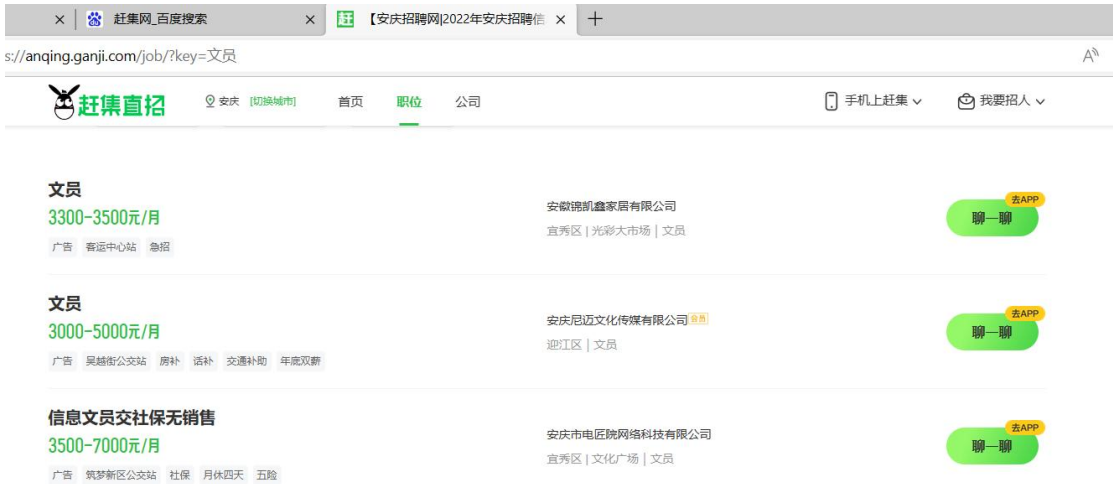 赶集网_百度搜索
【安庆招聘网|2022年安庆招聘信
s://anqing.ganji.com/job/?key=文员
赶集直招 安庆 [切换城市] 首页 职位 公司 手机上赶集 我要招人
文员
3300-3500元/月
广告 客运中心站 急招
安徽锦凯鑫家居有限公司
宜秀区 | 光彩大市场 | 文员
去APP
聊一聊
文员
3000-5000元/月
广告 吴越街公交站 房补 话补 交通补助 年底双薪
安庆尼迈文化传媒有限公司 会员
迎江区 | 文员
去APP
聊一聊
信息文员交社保无销售
3500-7000元/月
广告 筑梦新区公交站 社保 月休四天 五险
安庆市电匠院网络科技有限公司
宜秀区 | 文化广场 | 文员
去APP
聊一聊